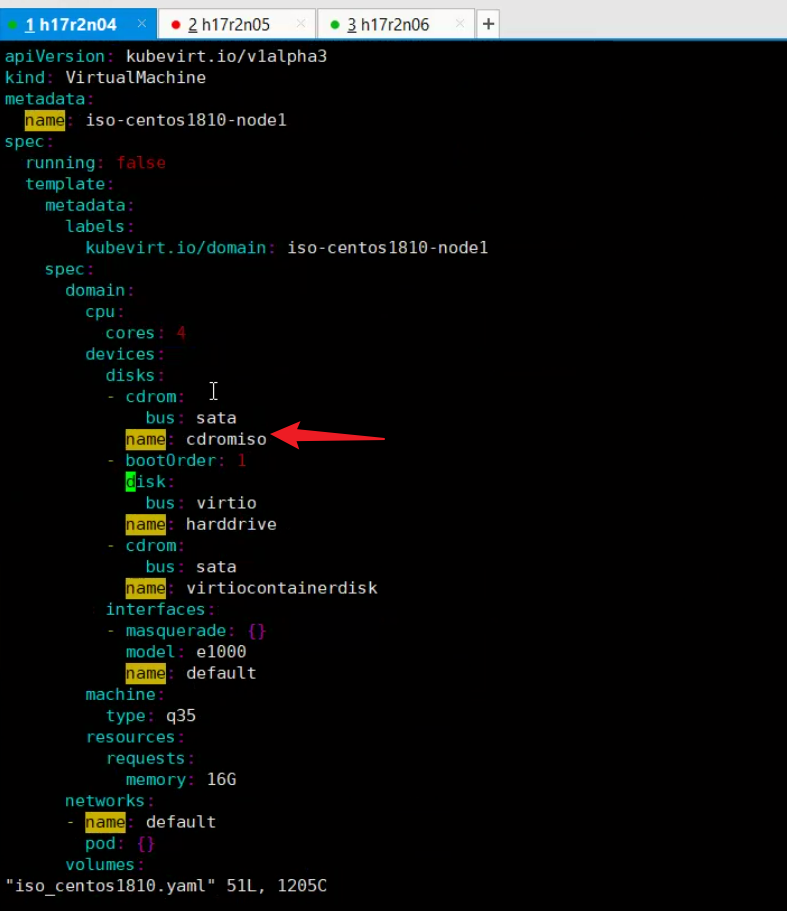 1 h17r2n04 × 2 h17r2n05 × 3 h17r2n06 × +
apiVersion: kubevirt.io/v1alpha3
kind: VirtualMachine
metadata:
  name: iso-centos1810-node1
spec:
  running: false
  template:
    metadata:
      labels:
        kubevirt.io/domain: iso-centos1810-node1
    spec:
      domain:
        cpu:
          cores: 4
        devices:
          disks:
          - cdrom:
              bus: sata
            name: cdromiso
          - bootOrder: 1
            disk:
              bus: virtio
            name: harddrive
          - cdrom:
              bus: sata
            name: virtiocontainerdisk
          interfaces:
          - masquerade: {}
            model: e1000
            name: default
        machine:
          type: q35
        resources:
          requests:
            memory: 16G
      networks:
      - name: default
        pod: {}
      volumes:
"iso_centos1810.yaml" 51L, 1205C